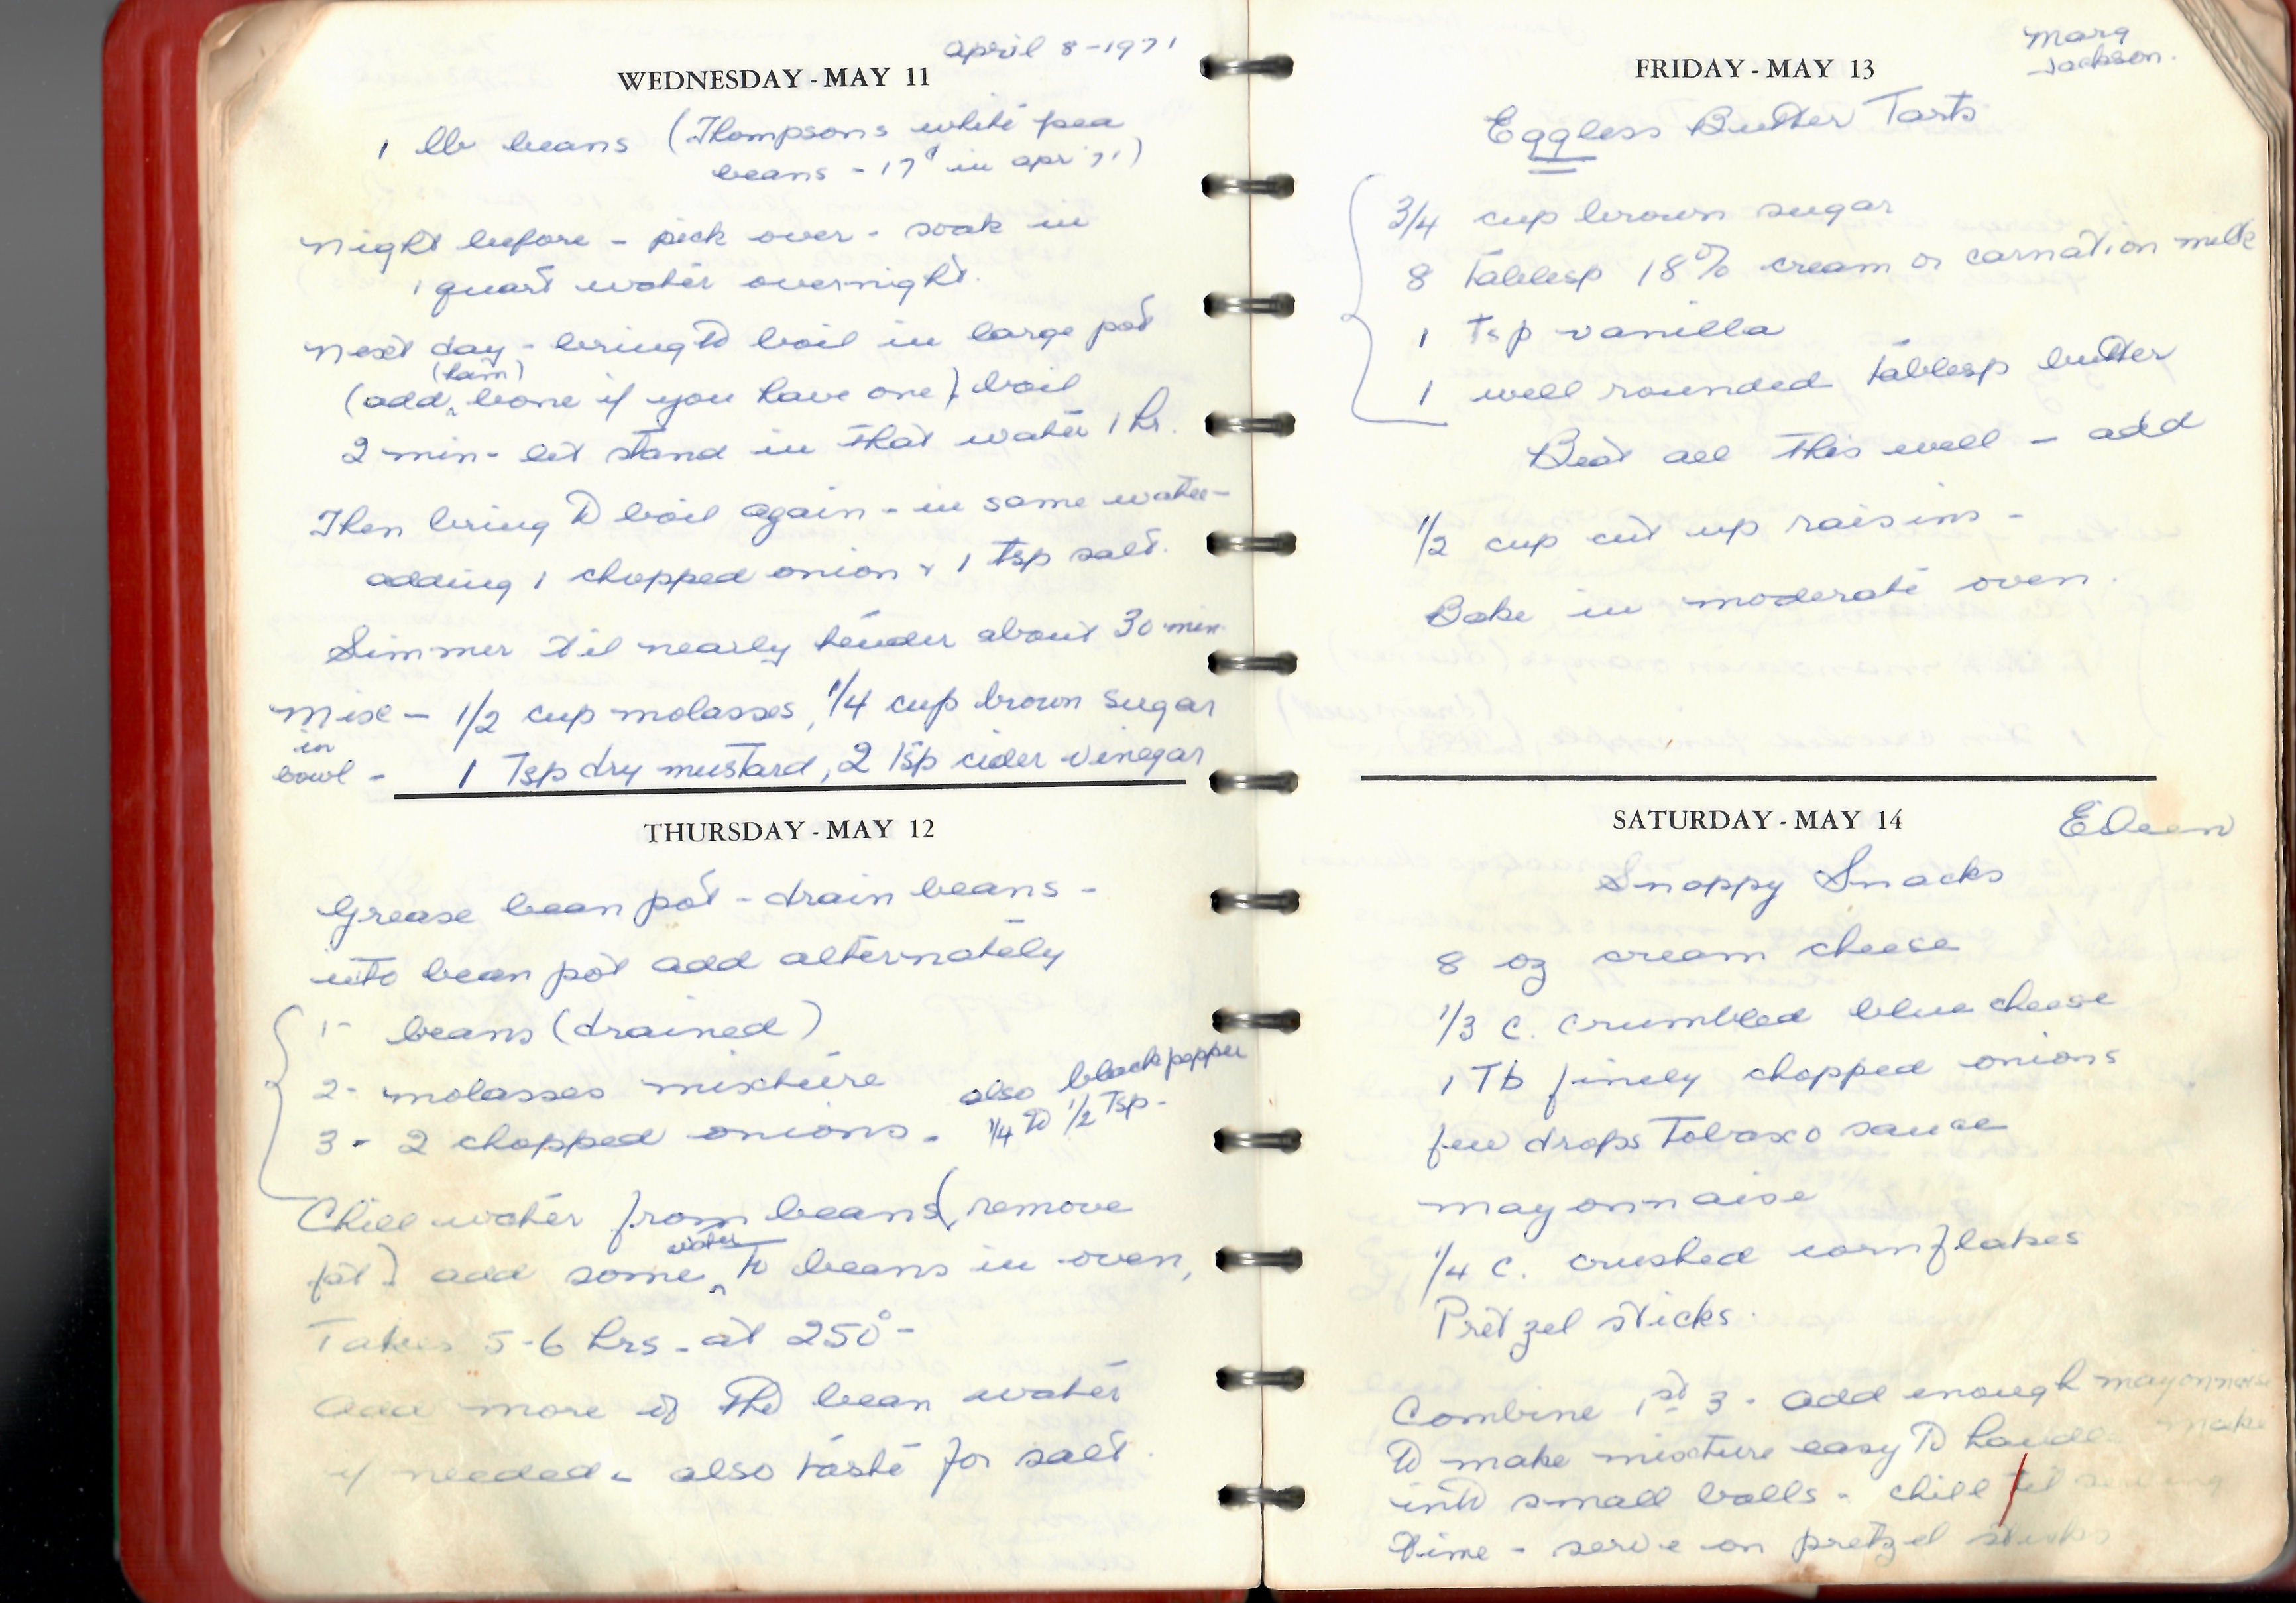 april 8-1971
WEDNESDAY - MAY 11
1 lb beans (Thompsons white pea
beans - 17¢ in apr '71)
night before - pick over - soak in
1 quart water overnight.
next day - bring to boil in large pot
(ham)
(add ^ bone if you have one) boil
2 min - let stand in that water 1 hr.
Then bring to boil again - in same water -
adding 1 chopped onion & 1 tsp salt.
Simmer til nearly tender about 30 min.
Mix - 1/2 cup molasses, 1/4 cup brown sugar
in
bowl - 1 Tsp dry mustard, 2 Tsp cider vinegar
THURSDAY - MAY 12
Grease bean pot - drain beans -
into bean pot add alternately
1- beans (drained)
2- molasses mixture
also black pepper
3 - 2 chopped onions. 1/4 to 1/2 Tsp -
Chill water from beans (remove
water
fat) add some ^ to beans in oven,
Takes 5-6 hrs - at 250° -
Add more of the bean water
if needed - also taste for salt.
Marg
Jackson.
FRIDAY - MAY 13
Eggless Butter Tarts
3/4 cup brown sugar
8 Tablesp 18% cream or carnation milk
1 tsp vanilla
1 well rounded Tablesp butter
Beat all this well - add
1/2 cup cut up raisins -
Bake in moderate oven.
SATURDAY - MAY 14
Eileen
Snappy Snacks
8 oz cream cheese
1/3 c. crumbled blue cheese
1 Tb finely chopped onions
few drops Tobasco sauce
mayonnaise
1/4 c. crushed cornflakes
Pretzel sticks.
Combine 1st 3 - add enough mayonnaise
to make mixture easy to handle make
into small balls - chill til serving
time - serve on pretzel sticks